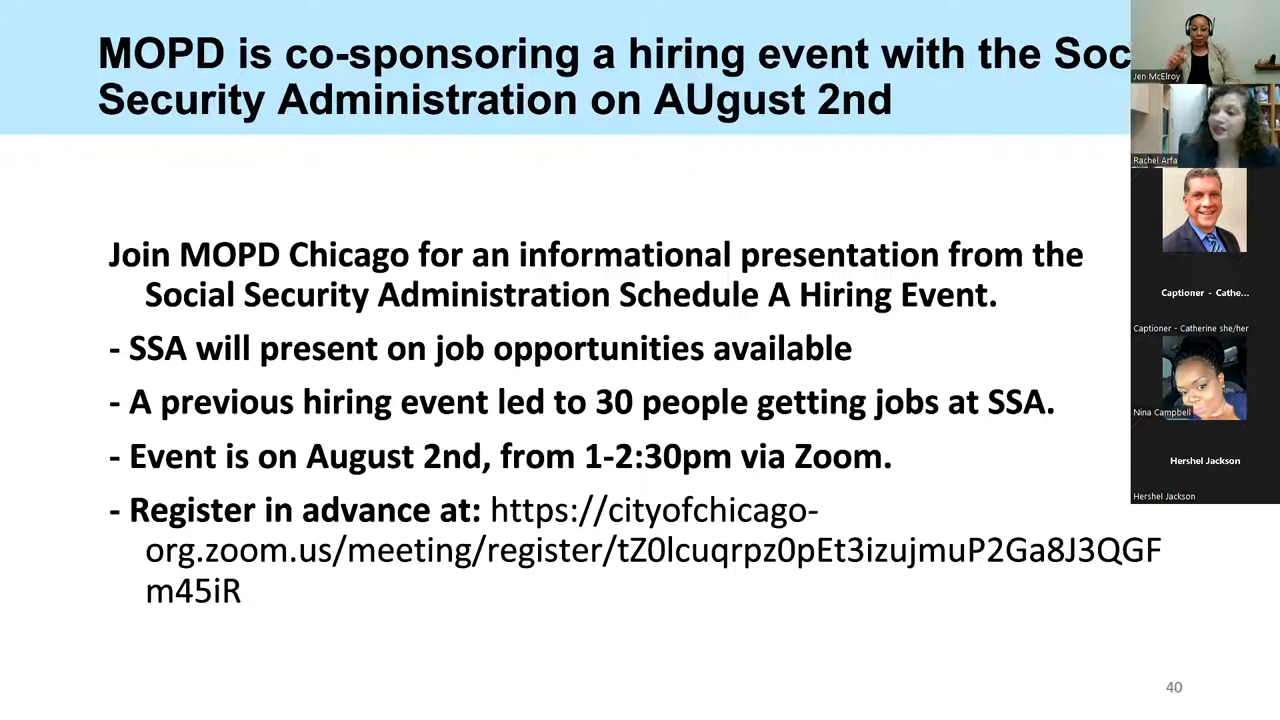 MOPD is co-sponsoring a hiring event with the Soc
Security Administration on AUgust 2nd
Join MOPD Chicago for an informational presentation from the
Social Security Administration Schedule A Hiring Event.
- SSA will present on job opportunities available
- A previous hiring event led to 30 people getting jobs at SSA.
- Event is on August 2nd, from 1-2:30pm via Zoom.
- Register in advance at: https://cityofchicago-
org.zoom.us/meeting/register/tZ0lcuqrpz0pEt3izujmuP2Ga8J3QGF
m45iR
40
Jen McElroy
Rachel Arfa
Captioner - Cathe...
Captioner - Catherine she/her
Nina Campbell
Hershel Jackson
Hershel Jackson